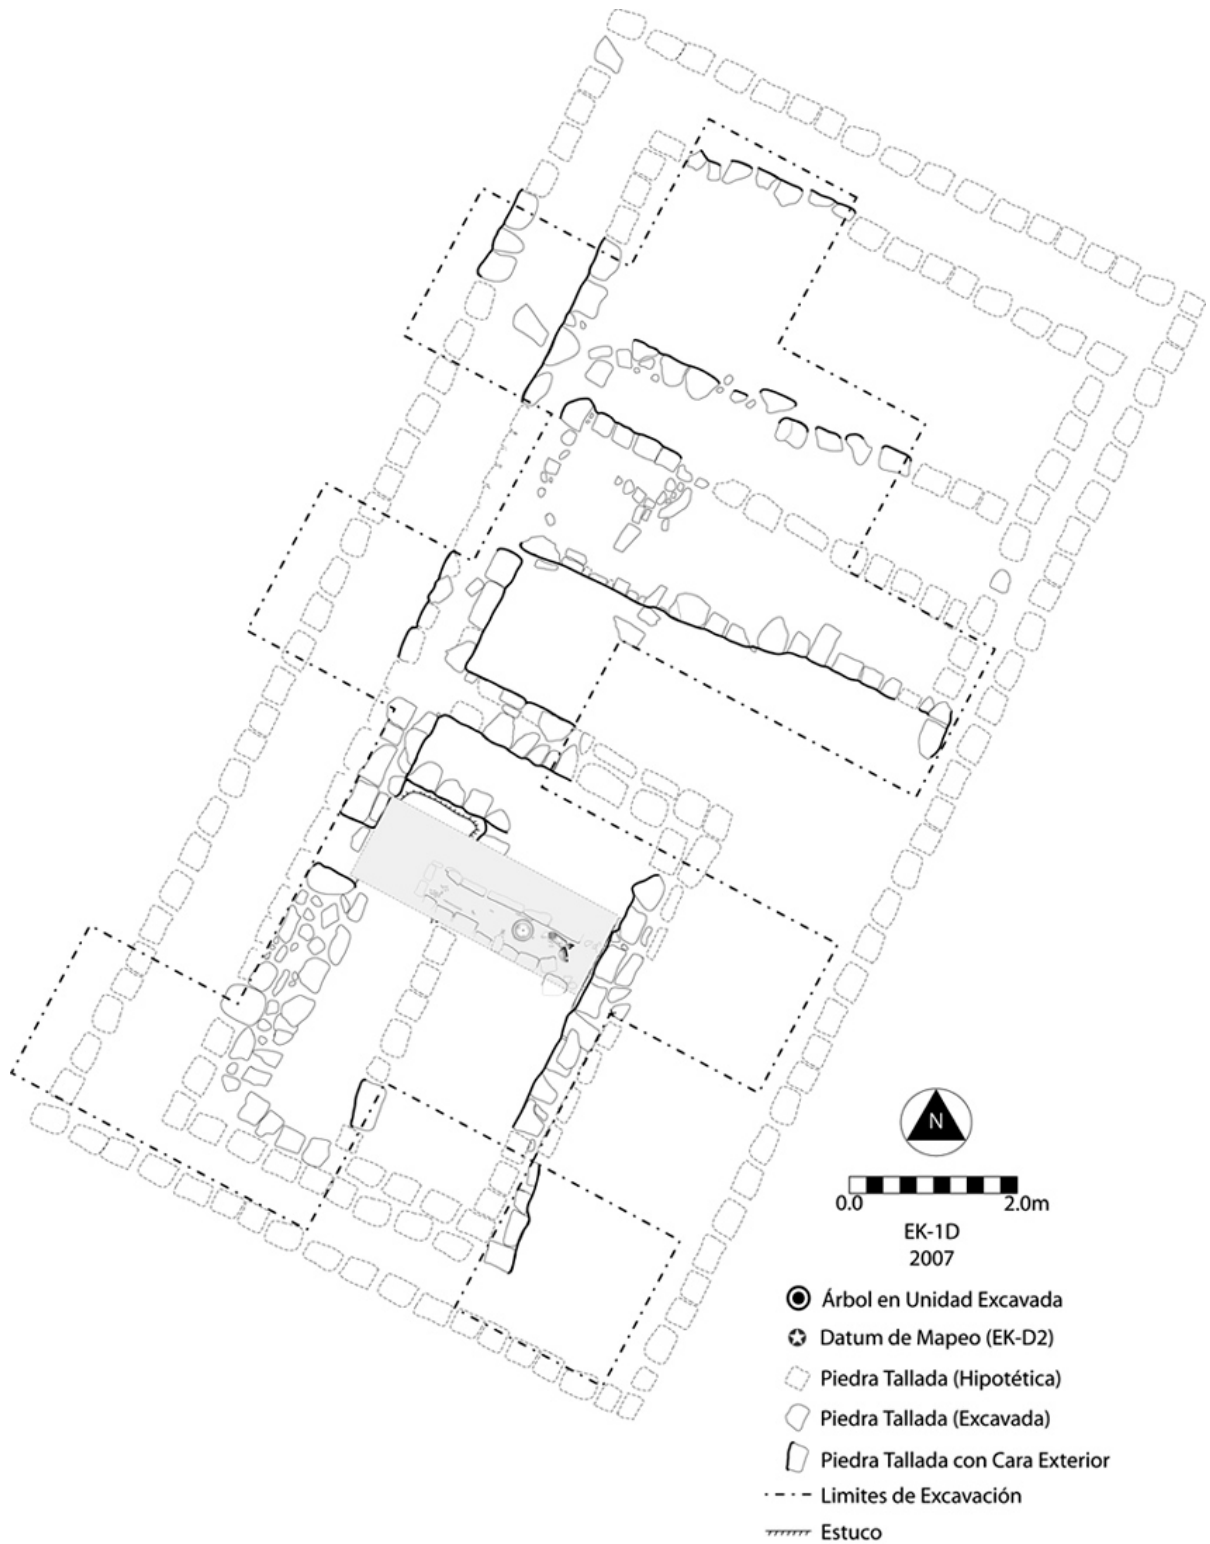 N
0.0 2.0m
EK-1D
2007
Árbol en Unidad Excavada
Datum de Mapeo (EK-D2)
Piedra Tallada (Hipotética)
Piedra Tallada (Excavada)
Piedra Tallada con Cara Exterior
Limites de Excavación
Estuco